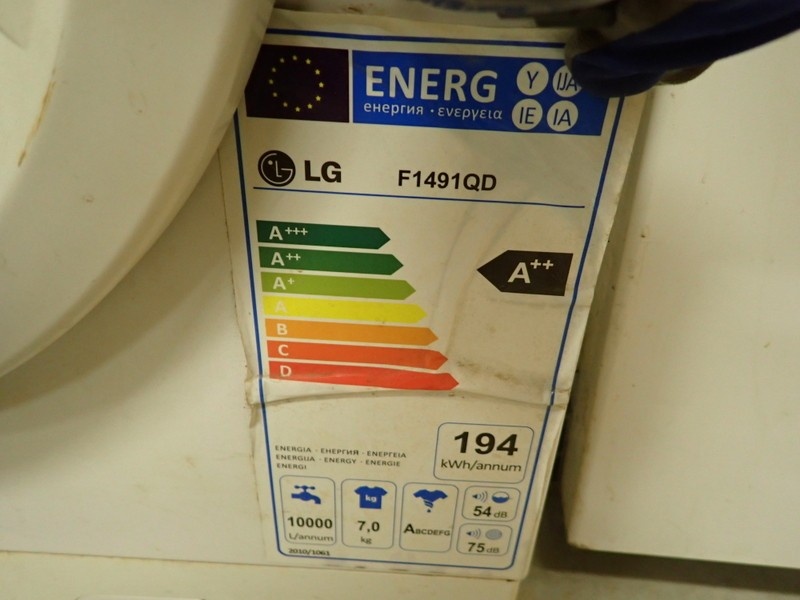 ENERG Y IJA
енергия · ενεργεια IE IA
LG F1491QD
A+++
A++
A+
A
B
C
D
A++
194
kWh/annum
ENERGIA · ЕНЕРГИЯ · ΕΝΕΡΓΕΙΑ
ENERGIJA · ENERGY · ENERGIE
ENERGI
10000
L/annum
kg
7,0
kg
ABCDEFG
54 dB
75 dB
2010/1061